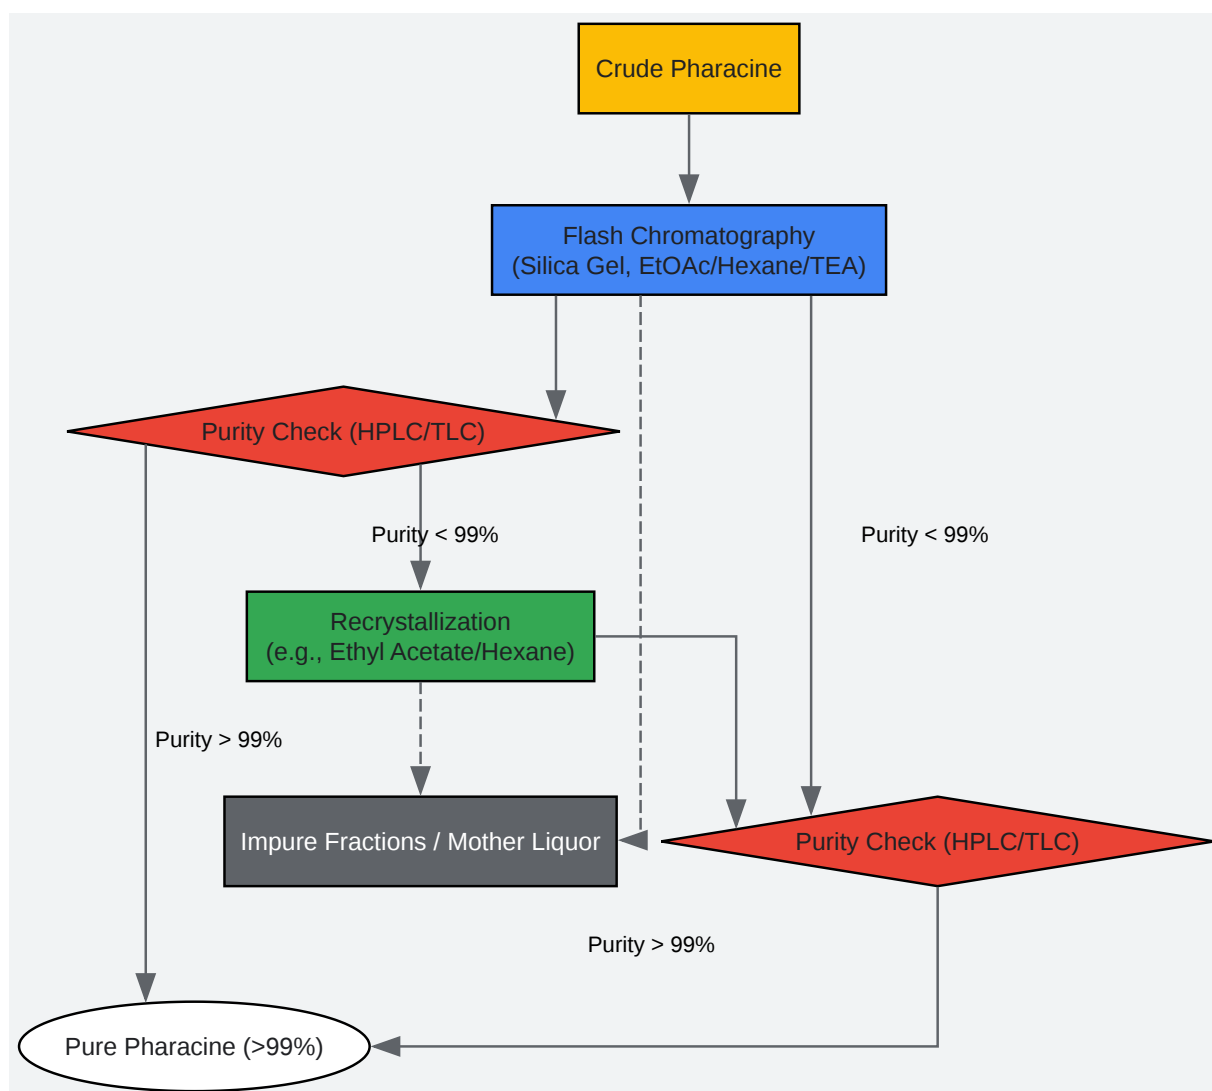 Crude Pharacine
Flash Chromatography
(Silica Gel, EtOAc/Hexane/TEA)
Purity Check (HPLC/TLC)
Purity < 99%
Purity < 99%
Recrystallization
(e.g., Ethyl Acetate/Hexane)
Purity > 99%
Impure Fractions / Mother Liquor
Purity Check (HPLC/TLC)
Purity > 99%
Pure Pharacine (>99%)